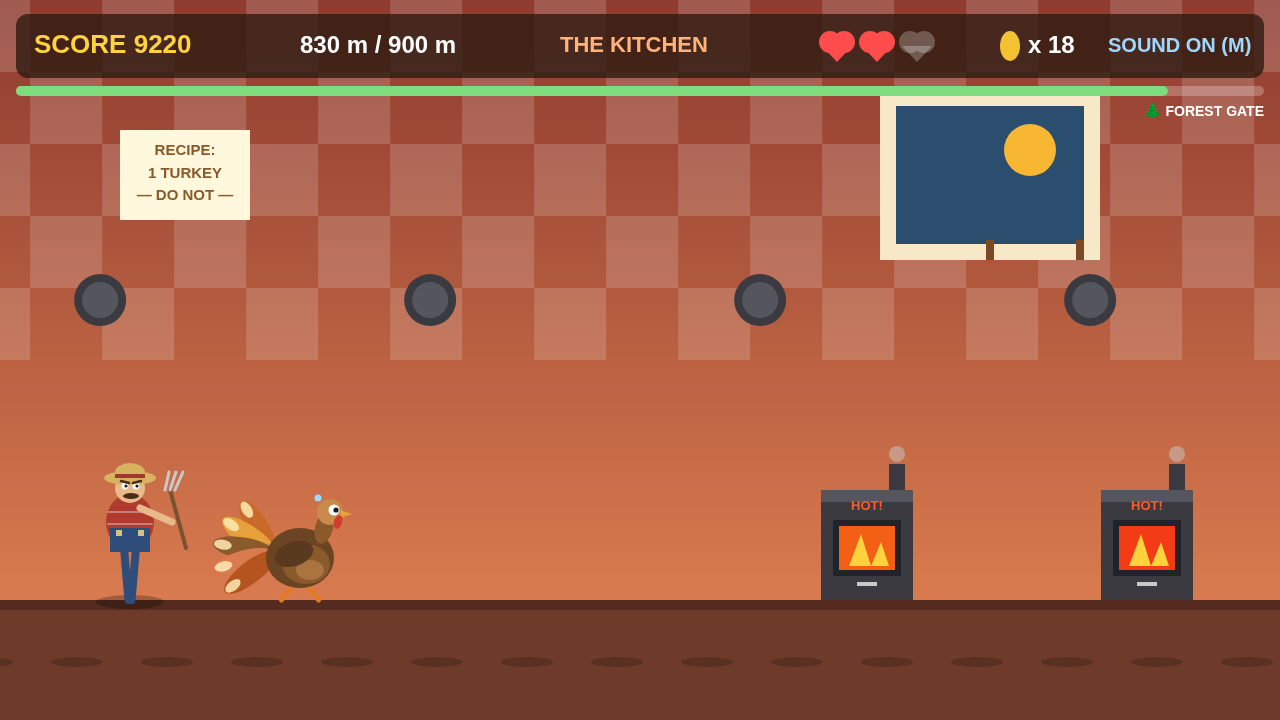 SCORE 9220
830 m / 900 m
THE KITCHEN
x 18
SOUND ON (M)
🌲 FOREST GATE
RECIPE:
1 TURKEY
— DO NOT —
HOT!
HOT!